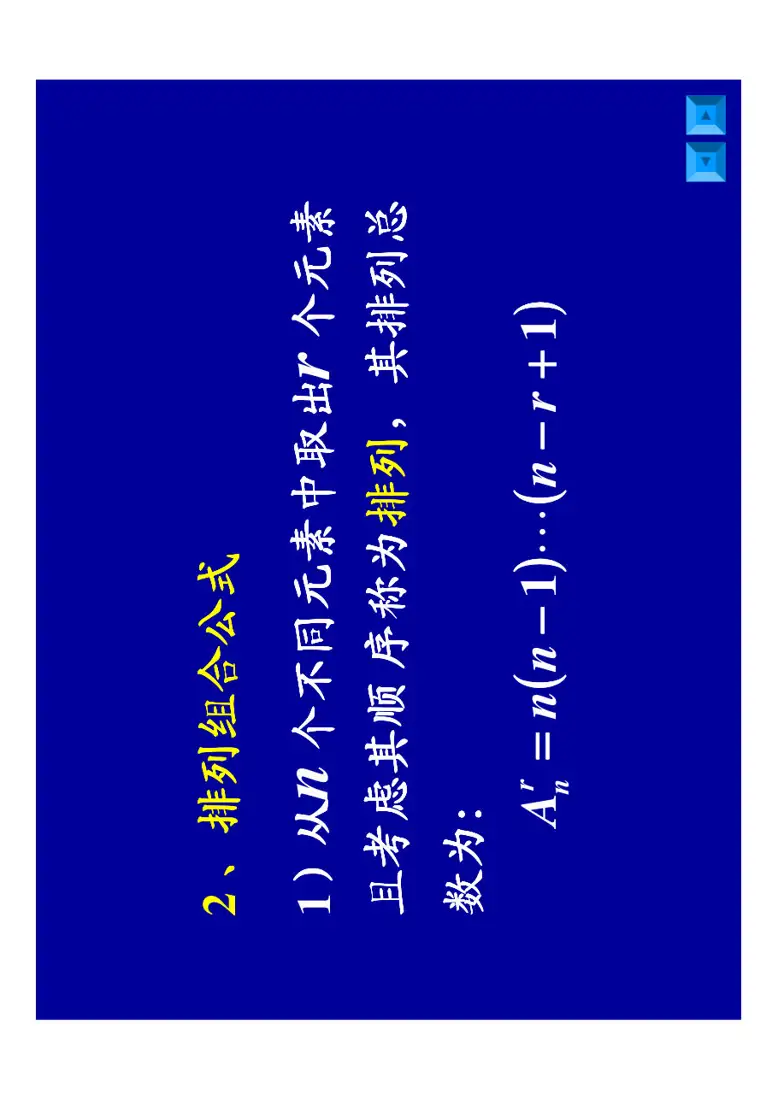 2、排列组合公式
1)从n个不同元素中取出r个元素
且考虑其顺序称为排列，其排列总
数为：
A_n^r = n(n−1)⋯(n−r+1)